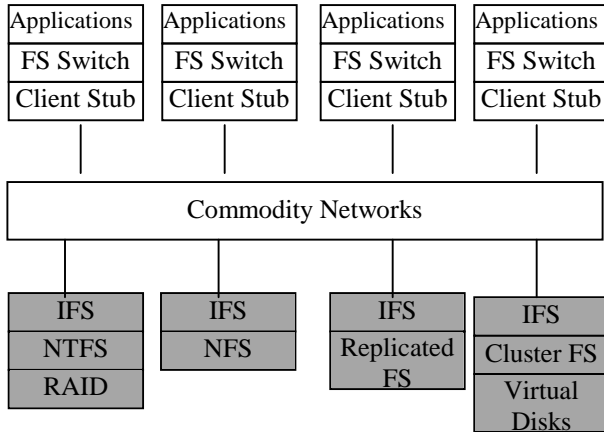 Applications Applications Applications Applications
FS Switch FS Switch FS Switch FS Switch
Client Stub Client Stub Client Stub Client Stub
Commodity Networks
IFS
NTFS
RAID
IFS
NFS
IFS
Replicated
FS
IFS
Cluster FS
Virtual
Disks